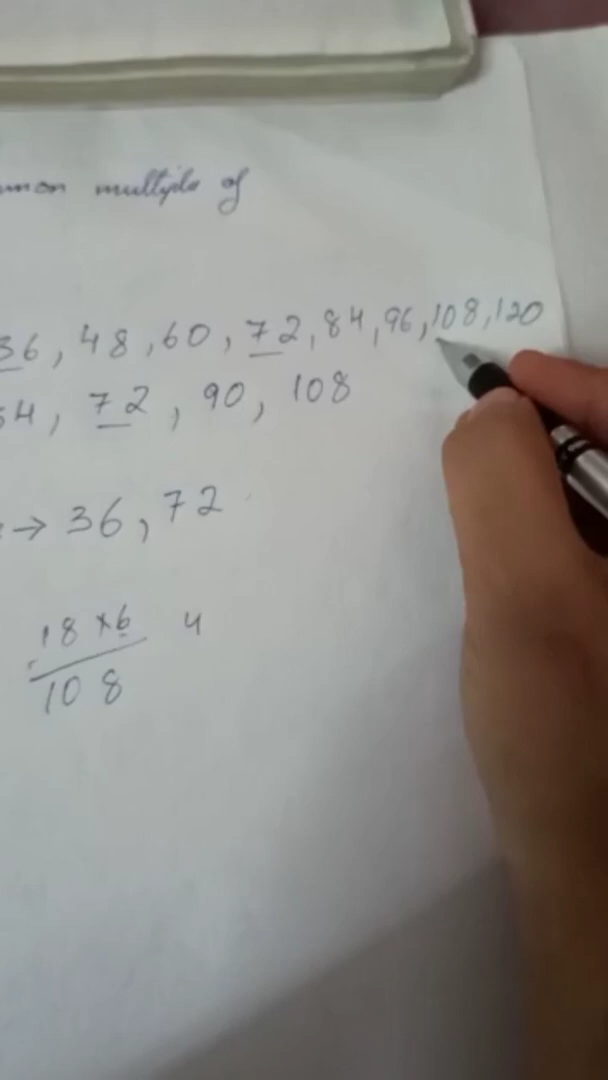 multiple of
36, 48, 60, 72, 84, 96, 108, 120
54, 72, 90, 108
→ 36, 72
18 × 6 4
108